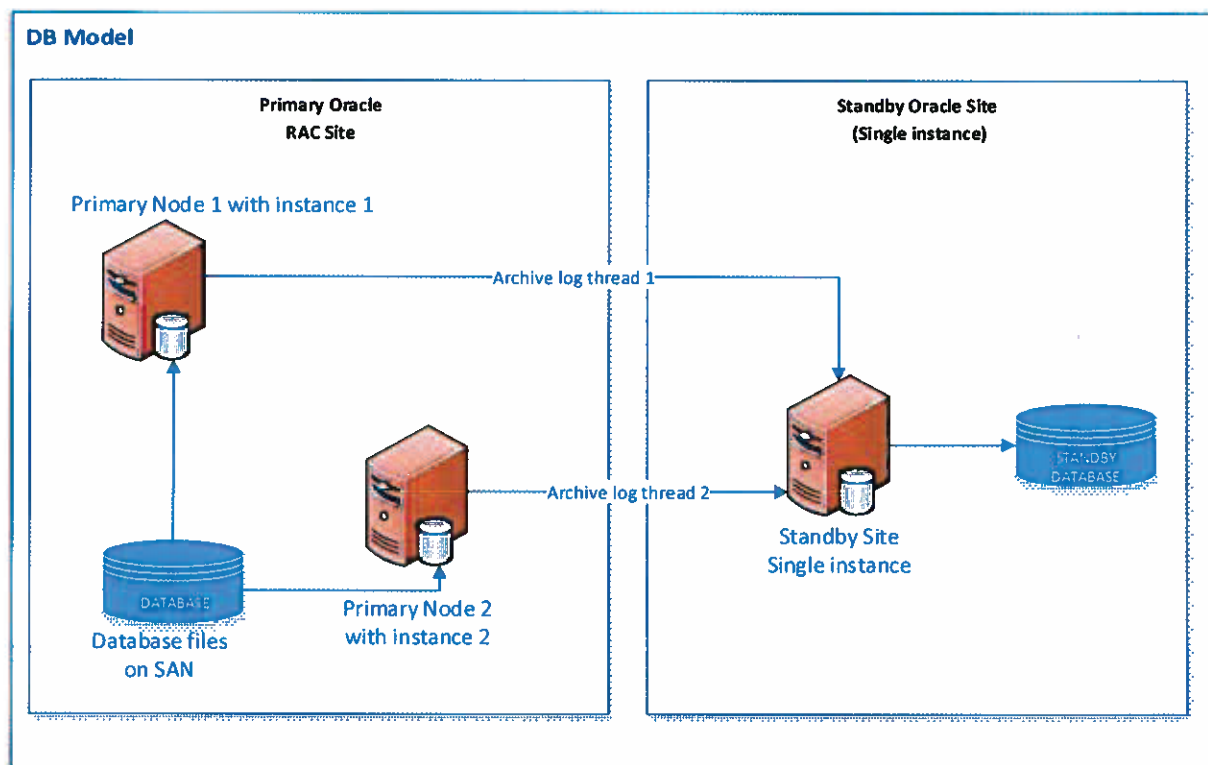 DB Model
Primary Oracle
RAC Site
Standby Oracle Site
(Single instance)
Primary Node 1 with instance 1
Archive log thread 1
STANDBY
DATABASE
Archive log thread 2
Standby Site
Single instance
DATABASE
Database files
on SAN
Primary Node 2
with instance 2